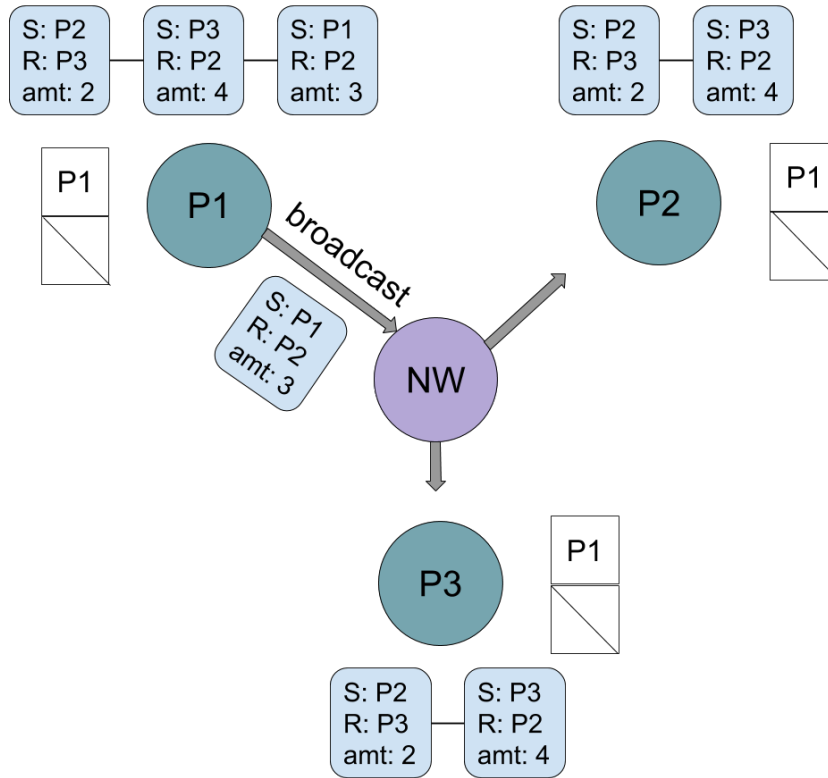 S: P2
R: P3
amt: 2
S: P3
R: P2
amt: 4
S: P1
R: P2
amt: 3
S: P2
R: P3
amt: 2
S: P3
R: P2
amt: 4
P1
P1
broadcast
P2
P1
S: P1
R: P2
amt: 3
NW
P3
P1
S: P2
R: P3
amt: 2
S: P3
R: P2
amt: 4